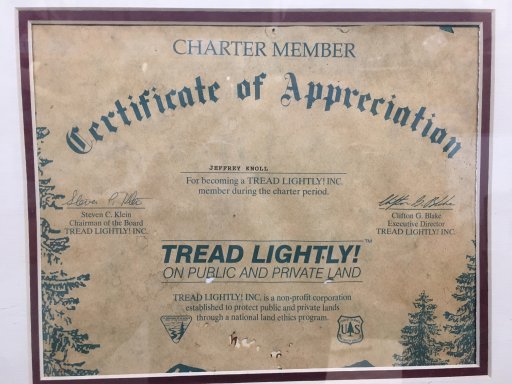 CHARTER MEMBER
Certificate of Appreciation
JEFFREY KNOLL
For becoming a TREAD LIGHTLY! INC.
member during the charter period.
Steven C. Klein
Chairman of the Board
TREAD LIGHTLY! INC.
Clifton G. Blake
Executive Director
TREAD LIGHTLY! INC.
TREAD LIGHTLY!™
ON PUBLIC AND PRIVATE LAND
TREAD LIGHTLY! INC. is a non-profit corporation
established to protect public and private lands
through a national land ethics program.
UAS